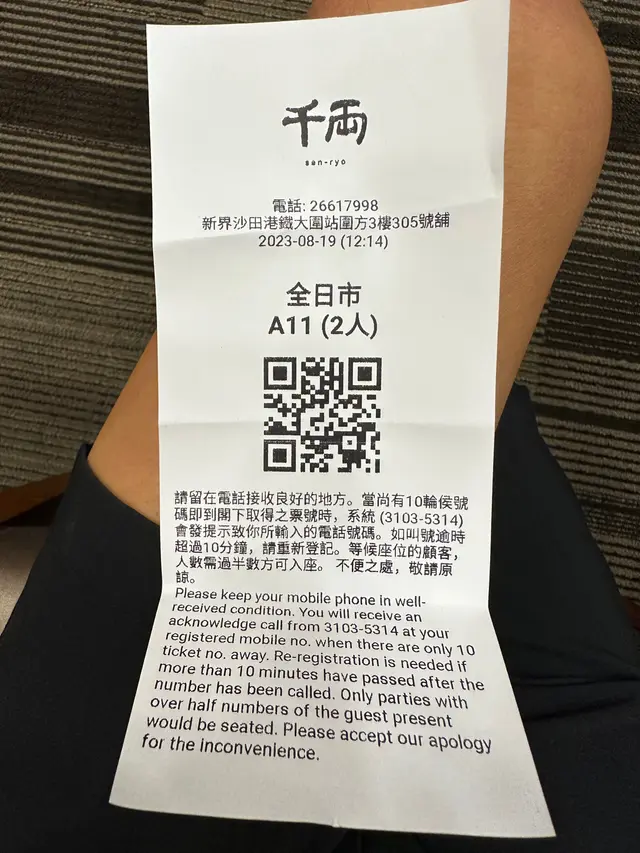 千両
sen-ryo
電話: 26617998
新界沙田港鐵大圍站圍方3樓305號舖
2023-08-19 (12:14)
全日市
A11 (2人)
請留在電話接收良好的地方。當尚有10輪侯號
碼即到閣下取得之票號時，系統 (3103-5314)
會發提示致你所輸入的電話號碼。如叫號逾時
超過10分鐘，請重新登記。等候座位的顧客，
人數需過半數方可入座。 不便之處，敬請原
諒。
Please keep your mobile phone in well-
received condition. You will receive an
acknowledge call from 3103-5314 at your
registered mobile no. when there are only 10
ticket no. away. Re-registration is needed if
more than 10 minutes have passed after the
number has been called. Only parties with
over half numbers of the guest present
would be seated. Please accept our apology
for the inconvenience.